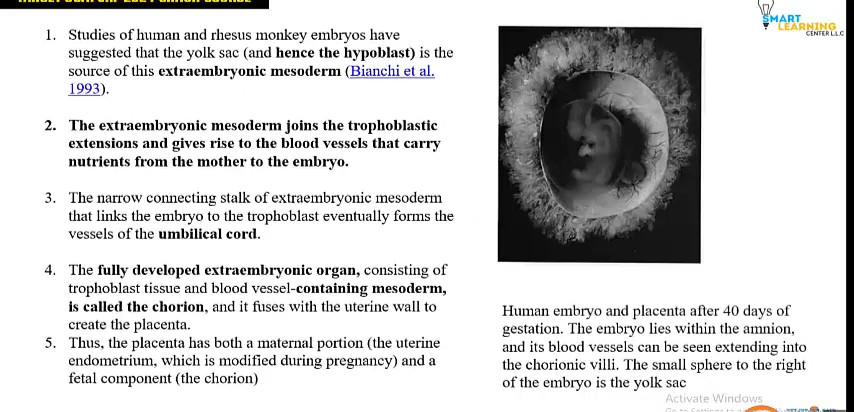 SMART
LEARNING
CENTER L.L.C
1. Studies of human and rhesus monkey embryos have
suggested that the yolk sac (and hence the hypoblast) is the
source of this extraembryonic mesoderm (Bianchi et al.
1993).
2. The extraembryonic mesoderm joins the trophoblastic
extensions and gives rise to the blood vessels that carry
nutrients from the mother to the embryo.
3. The narrow connecting stalk of extraembryonic mesoderm
that links the embryo to the trophoblast eventually forms the
vessels of the umbilical cord.
4. The fully developed extraembryonic organ, consisting of
trophoblast tissue and blood vessel-containing mesoderm,
is called the chorion, and it fuses with the uterine wall to
create the placenta.
5. Thus, the placenta has both a maternal portion (the uterine
endometrium, which is modified during pregnancy) and a
fetal component (the chorion)
Human embryo and placenta after 40 days of
gestation. The embryo lies within the amnion,
and its blood vessels can be seen extending into
the chorionic villi. The small sphere to the right
of the embryo is the yolk sac
Activate Windows